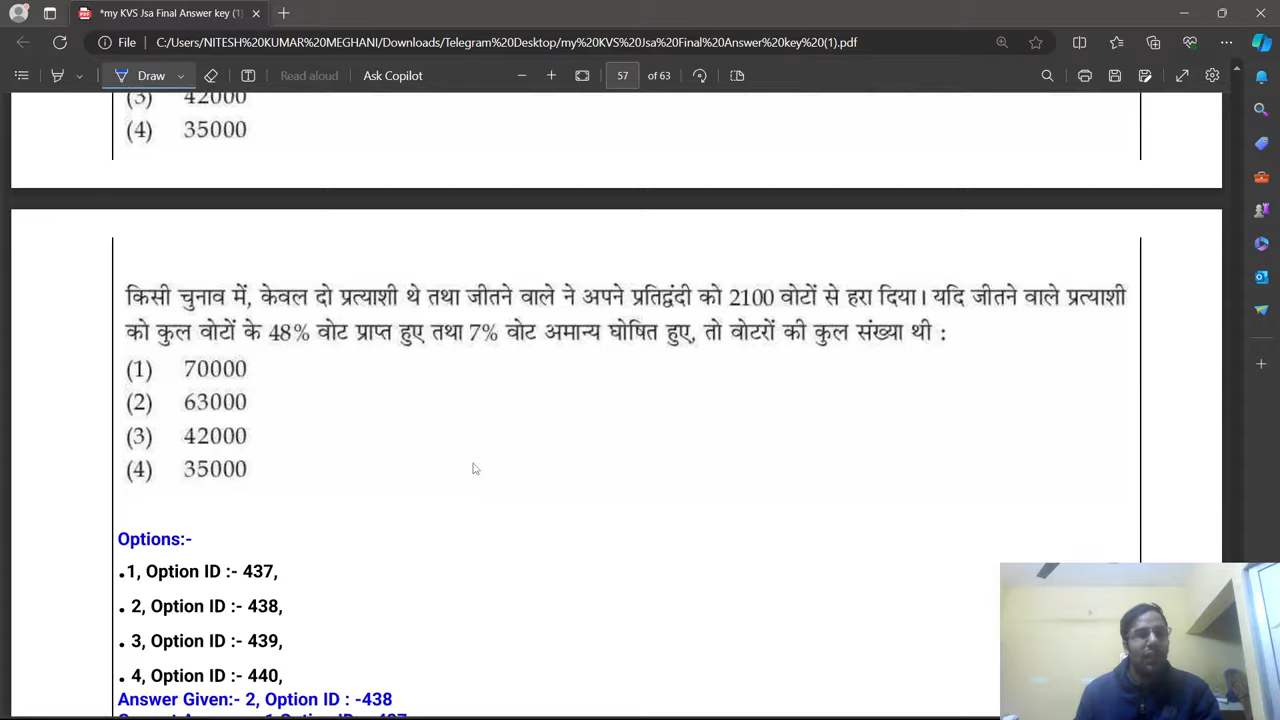 *my KVS Jsa Final Answer key (1)
File
C:/Users/NITESH%20KUMAR%20MEGHANI/Downloads/Telegram%20Desktop/my%20KVS%20Jsa%20Final%20Answer%20key%20(1).pdf
Draw
Read aloud
Ask Copilot
57 of 63
(3) 42000
(4) 35000
किसी चुनाव में, केवल दो प्रत्याशी थे तथा जीतने वाले ने अपने प्रतिद्वंदी को 2100 वोटों से हरा दिया। यदि जीतने वाले प्रत्याशी
को कुल वोटों के 48% वोट प्राप्त हुए तथा 7% वोट अमान्य घोषित हुए, तो वोटरों की कुल संख्या थी :
(1) 70000
(2) 63000
(3) 42000
(4) 35000
Options:-
.1, Option ID :- 437,
. 2, Option ID :- 438,
. 3, Option ID :- 439,
. 4, Option ID :- 440,
Answer Given:- 2, Option ID : -438